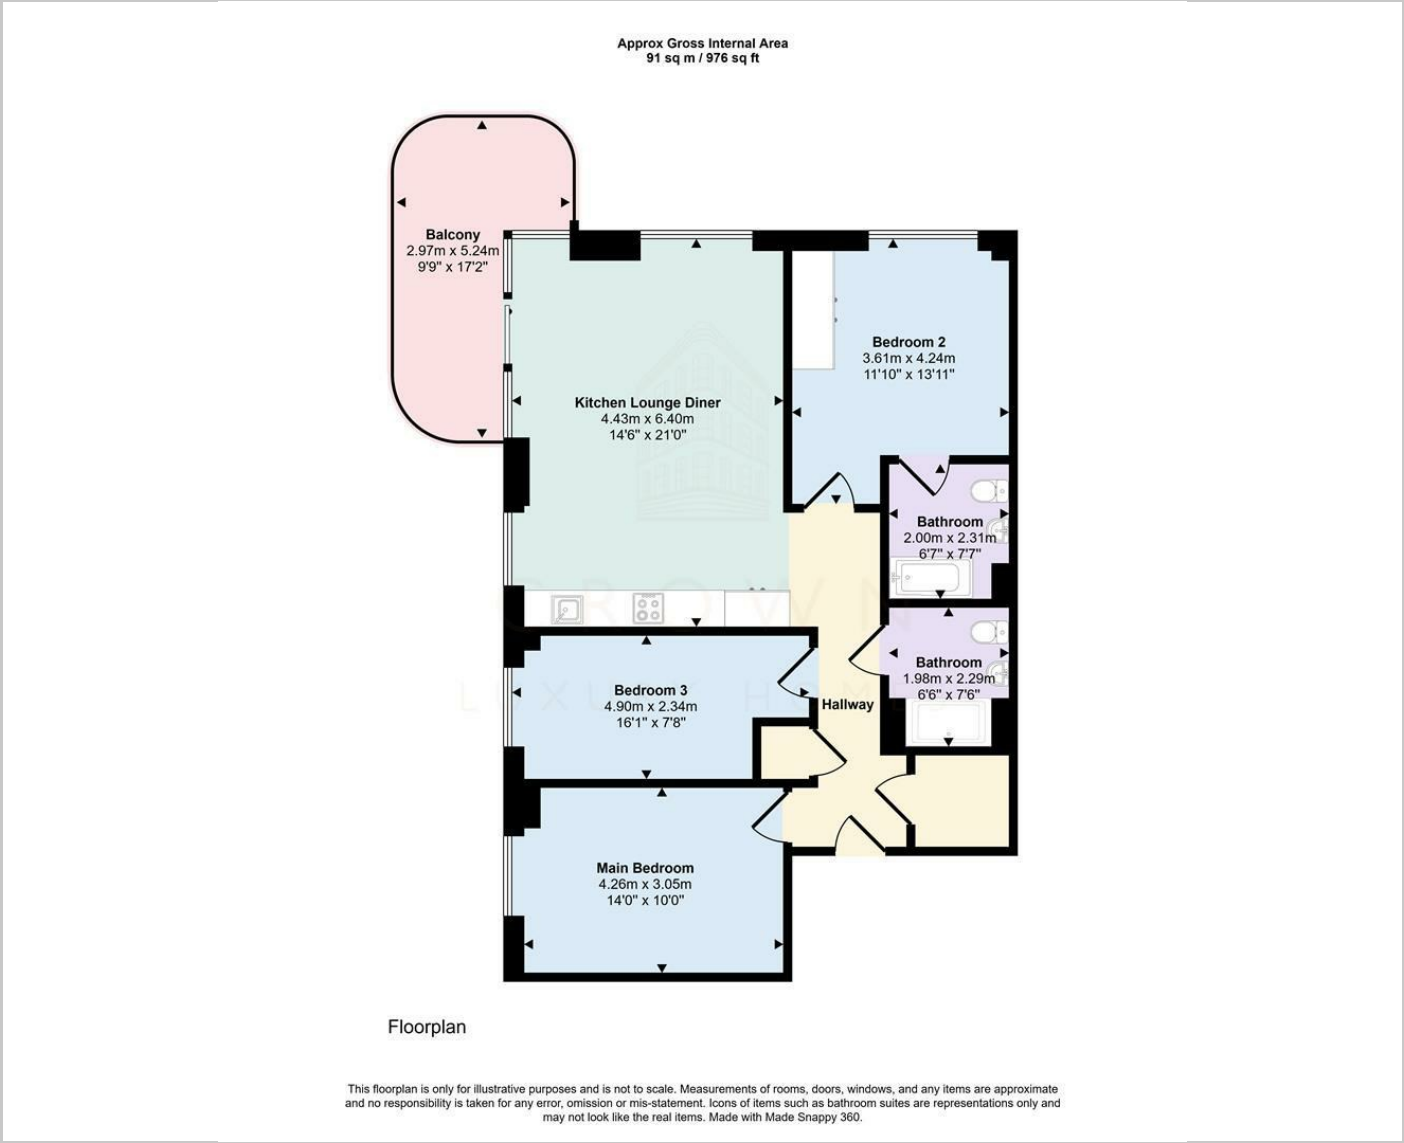 Approx Gross Internal Area
91 sq m / 976 sq ft
Balcony
2.97m x 5.24m
9'9" x 17'2"
Bedroom 2
3.61m x 4.24m
11'10" x 13'11"
Kitchen Lounge Diner
4.43m x 6.40m
14'6" x 21'0"
Bathroom
2.00m x 2.31m
6'7" x 7'7"
CROWN
LUXURY HOMES
Bathroom
1.98m x 2.29m
6'6" x 7'6"
Bedroom 3
4.90m x 2.34m
16'1" x 7'8"
Hallway
Main Bedroom
4.26m x 3.05m
14'0" x 10'0"
Floorplan
This floorplan is only for illustrative purposes and is not to scale. Measurements of rooms, doors, windows, and any items are approximate
and no responsibility is taken for any error, omission or mis-statement. Icons of items such as bathroom suites are representations only and
may not look like the real items. Made with Made Snappy 360.